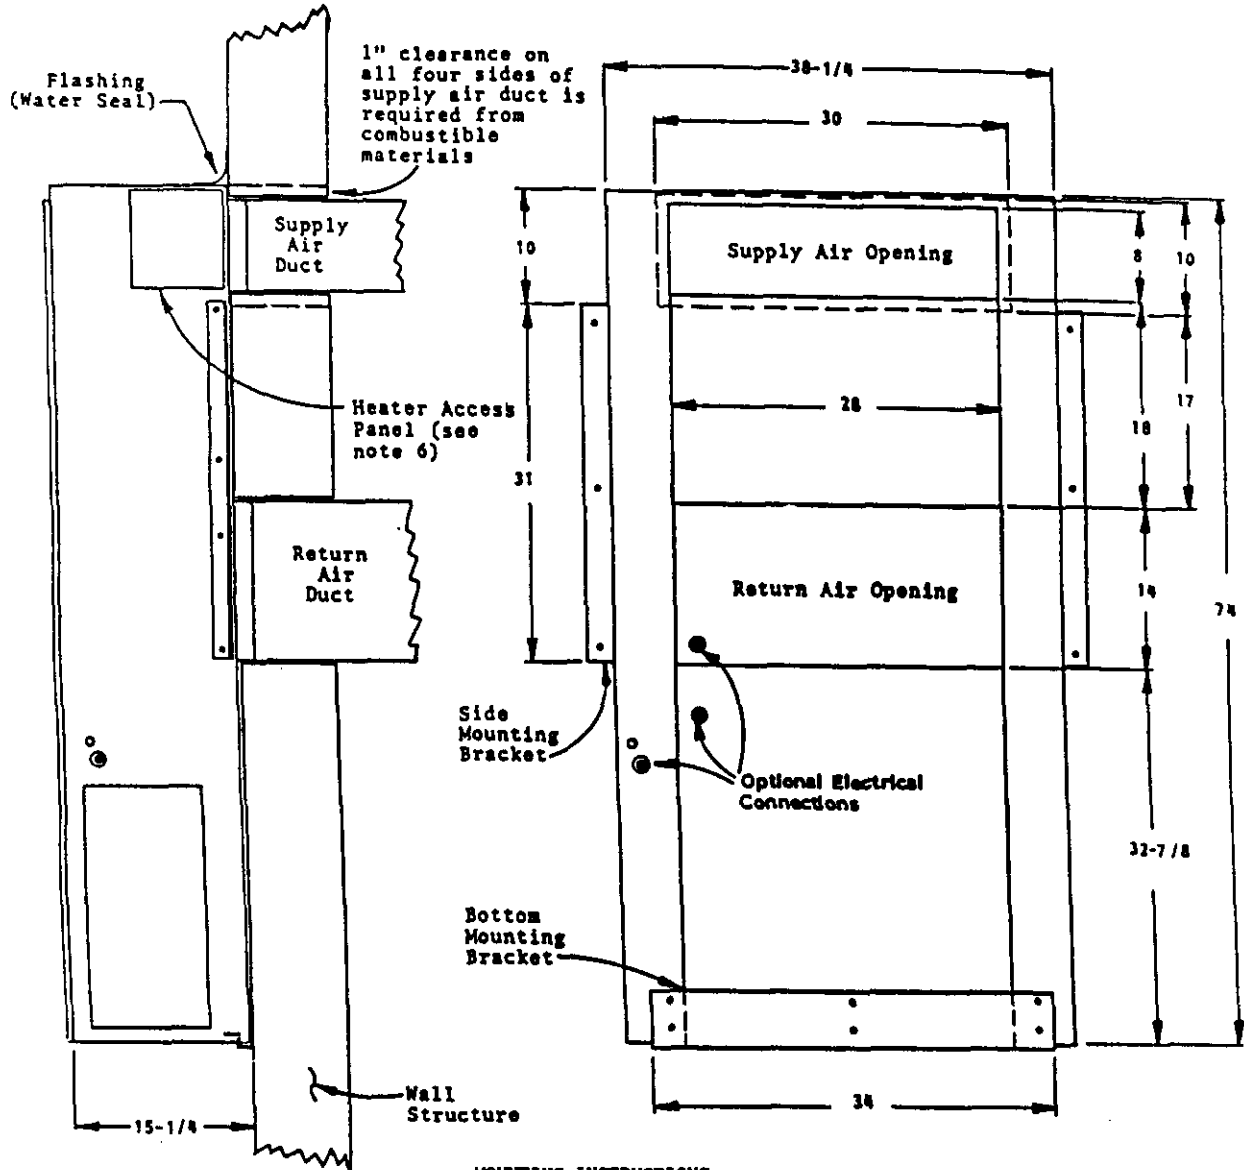 Flashing
(Water Seal)
1" clearance on
all four sides of
supply air duct is
required from
combustible
materials
38-1/4
30
Supply
Air
Duct
10
Supply Air Opening
8
10
Heater Access
Panel (see
note 6)
28
18
17
31
Return
Air
Duct
Return Air Opening
14
74
Side
Mounting
Bracket
Optional Electrical
Connections
32-7/8
Bottom
Mounting
Bracket
Wall
Structure
15-1/4
34
MOUNTING INSTRUCTIONS